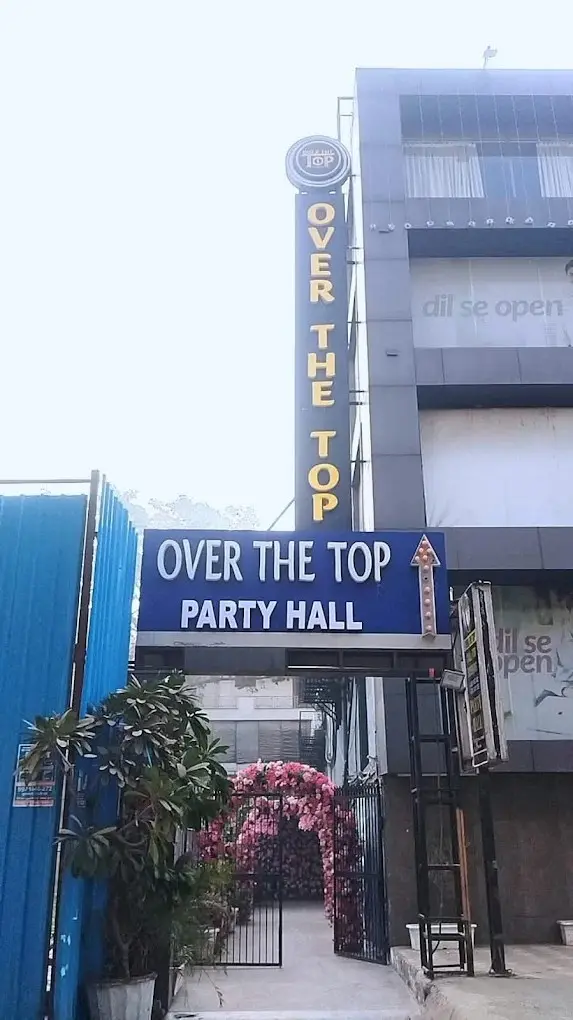 OVER THE
TOP
OVER THE TOP
OVER THE TOP
PARTY HALL
dil se open
dil se
open